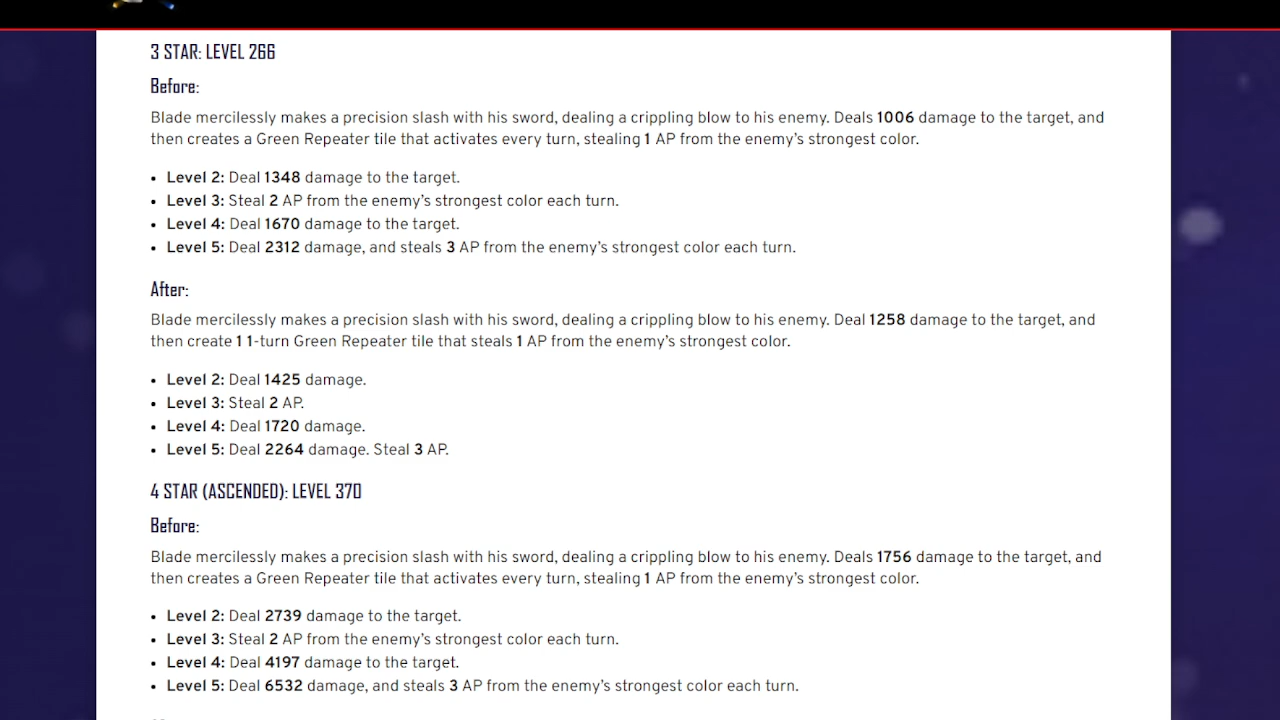 3 STAR: LEVEL 266
Before:
Blade mercilessly makes a precision slash with his sword, dealing a crippling blow to his enemy. Deals 1006 damage to the target, and
then creates a Green Repeater tile that activates every turn, stealing 1 AP from the enemy's strongest color.
• Level 2: Deal 1348 damage to the target.
• Level 3: Steal 2 AP from the enemy's strongest color each turn.
• Level 4: Deal 1670 damage to the target.
• Level 5: Deal 2312 damage, and steals 3 AP from the enemy's strongest color each turn.
After:
Blade mercilessly makes a precision slash with his sword, dealing a crippling blow to his enemy. Deal 1258 damage to the target, and
then create 1 1-turn Green Repeater tile that steals 1 AP from the enemy's strongest color.
• Level 2: Deal 1425 damage.
• Level 3: Steal 2 AP.
• Level 4: Deal 1720 damage.
• Level 5: Deal 2264 damage. Steal 3 AP.
4 STAR (ASCENDED): LEVEL 370
Before:
Blade mercilessly makes a precision slash with his sword, dealing a crippling blow to his enemy. Deals 1756 damage to the target, and
then creates a Green Repeater tile that activates every turn, stealing 1 AP from the enemy's strongest color.
• Level 2: Deal 2739 damage to the target.
• Level 3: Steal 2 AP from the enemy's strongest color each turn.
• Level 4: Deal 4197 damage to the target.
• Level 5: Deal 6532 damage, and steals 3 AP from the enemy's strongest color each turn.